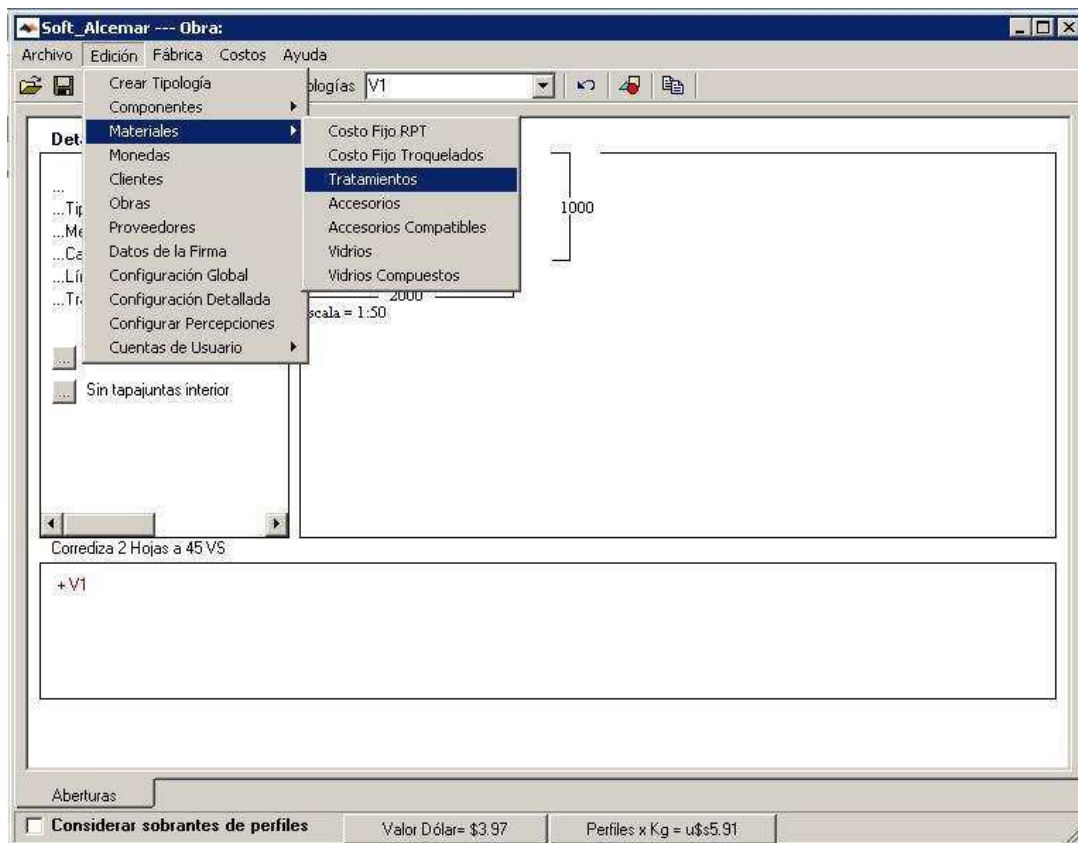 Soft_Alcemar --- Obra:
Archivo Edición Fábrica Costos Ayuda
ologías V1
Crear Tipología
Componentes
Materiales
Monedas
Clientes
Obras
Proveedores
Datos de la Firma
Configuración Global
Configuración Detallada
Configurar Percepciones
Cuentas de Usuario
Costo Fijo RPT
Costo Fijo Troquelados
Tratamientos
Accesorios
Accesorios Compatibles
Vidrios
Vidrios Compuestos
Det
...
...Tip
...Me
...Ca
...Lín
...Tr
1000
2000
scala = 1:50
...
... Sin tapajuntas interior
Corrediza 2 Hojas a 45 VS
+ V1
Aberturas
Considerar sobrantes de perfiles Valor Dólar= $3.97 Perfiles x Kg = u$s5.91